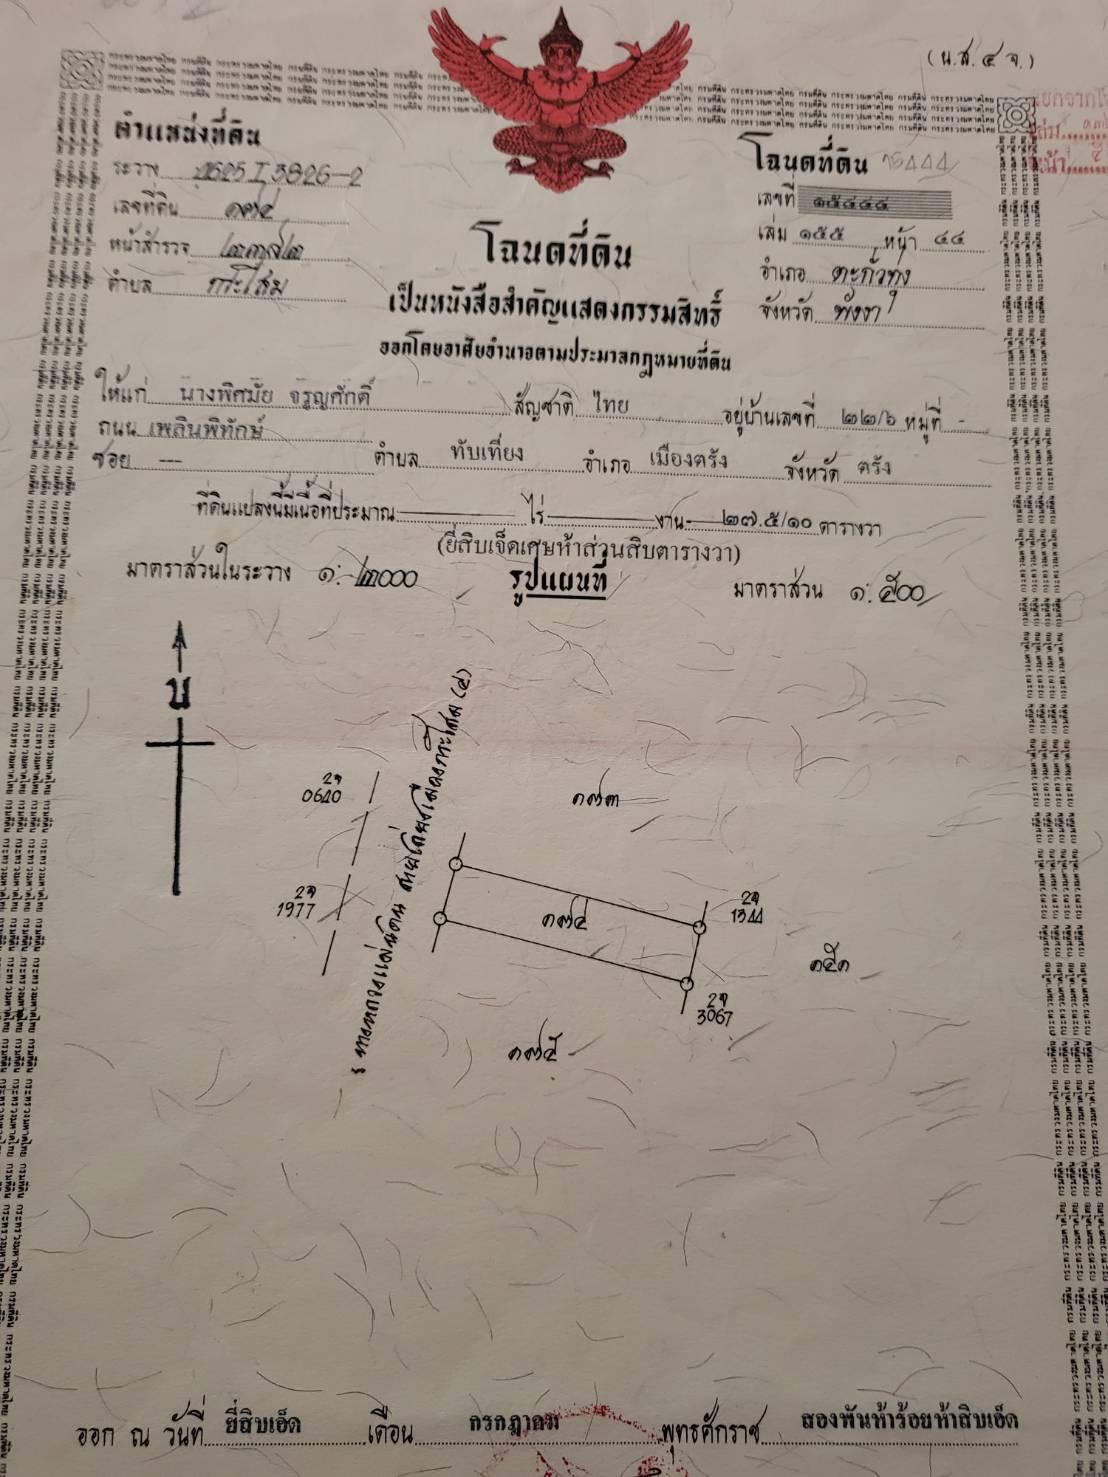 (น.ส.๔ จ.)
ตำแหน่งที่ดิน
ระวาง 4625 I 3826-2
เลขที่ดิน ๑๗๔
หน้าสำรวจ
ตำบล กระโสม
โฉนดที่ดิน 15444
เลขที่ ๑๕๔๔๔
เล่ม ๑๕๕ หน้า ๔๔
อำเภอ ตะกั่วทุ่ง
จังหวัด พังงา
โฉนดที่ดิน
เป็นหนังสือสำคัญแสดงกรรมสิทธิ์
ออกโดยอาศัยอำนาจตามประมวลกฎหมายที่ดิน
ให้แก่ นางพิศมัย จรูญศักดิ์ สัญชาติ ไทย อยู่บ้านเลขที่ ๒๒/๖ หมู่ที่ -
ถนน เพลินพิทักษ์
ซอย --- ตำบล ทับเที่ยง อำเภอ เมืองตรัง จังหวัด ตรัง
ที่ดินแปลงนี้มีเนื้อที่ประมาณ ไร่ งาน ๒๗.๕/๑๐ ตารางวา
(ยี่สิบเจ็ดเศษห้าส่วนสิบตารางวา)
มาตราส่วนในระวาง ๑:๒๐๐๐ รูปแผนที่ มาตราส่วน ๑:๕๐๐
น
0640
๑๗๓
1977
๑๗๔
1344
๑๕๑
3067
๑๗๕
ออก ณ วันที่ ยี่สิบเอ็ด เดือน กรกฎาคม พุทธศักราช สองพันห้าร้อยห้าสิบเอ็ด